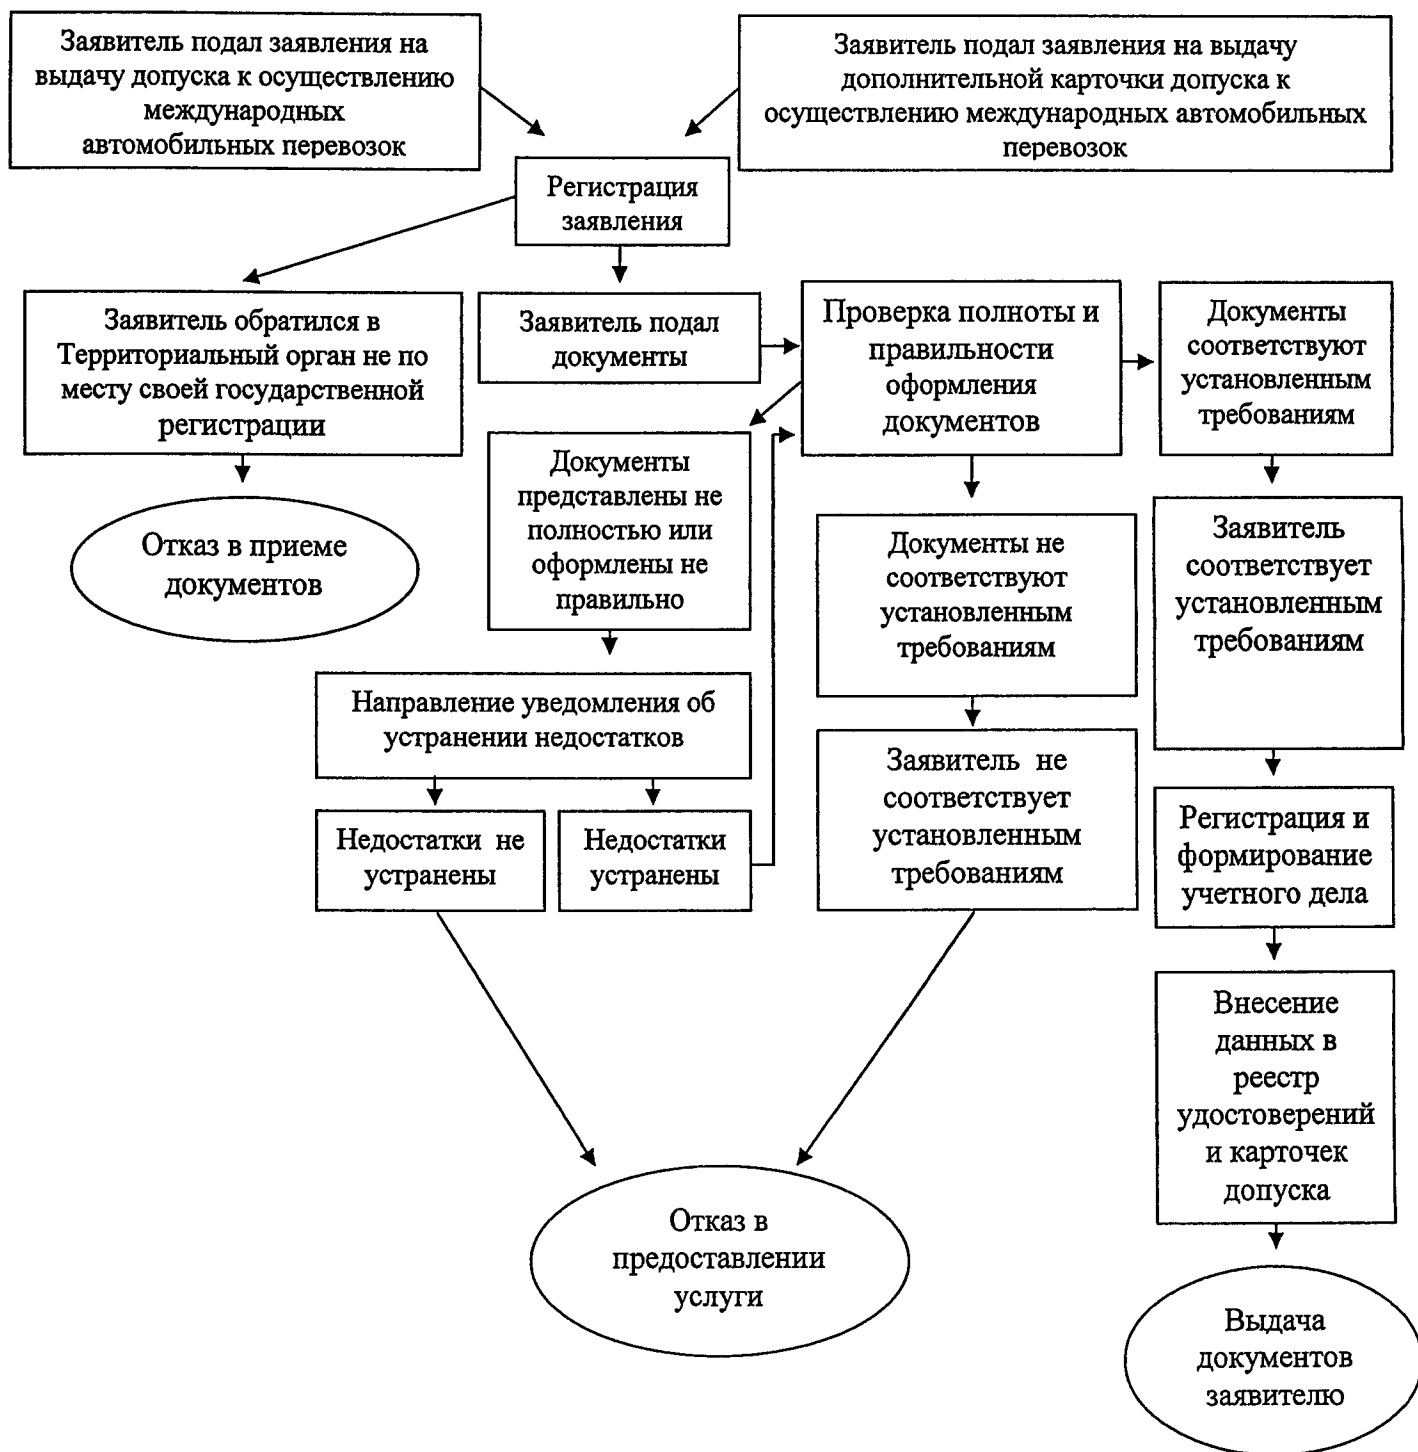 Заявитель подал заявления на
выдачу допуска к осуществлению
международных
автомобильных перевозок
Заявитель подал заявления на выдачу
дополнительной карточки допуска к
осуществлению международных автомобильных
перевозок
Регистрация
заявления
Заявитель обратился в
Территориальный орган не по
месту своей государственной
регистрации
Заявитель подал
документы
Проверка полноты и
правильности
оформления
документов
Документы
соответствуют
установленным
требованиям
Отказ в приеме
документов
Документы
представлены не
полностью или
оформлены не
правильно
Документы не
соответствуют
установленным
требованиям
Заявитель
соответствует
установленным
требованиям
Направление уведомления об
устранении недостатков
Заявитель не
соответствует
установленным
требованиям
Недостатки не
устранены
Недостатки
устранены
Регистрация и
формирование
учетного дела
Внесение
данных в
реестр
удостоверений
и карточек
допуска
Отказ в
предоставлении
услуги
Выдача
документов
заявителю